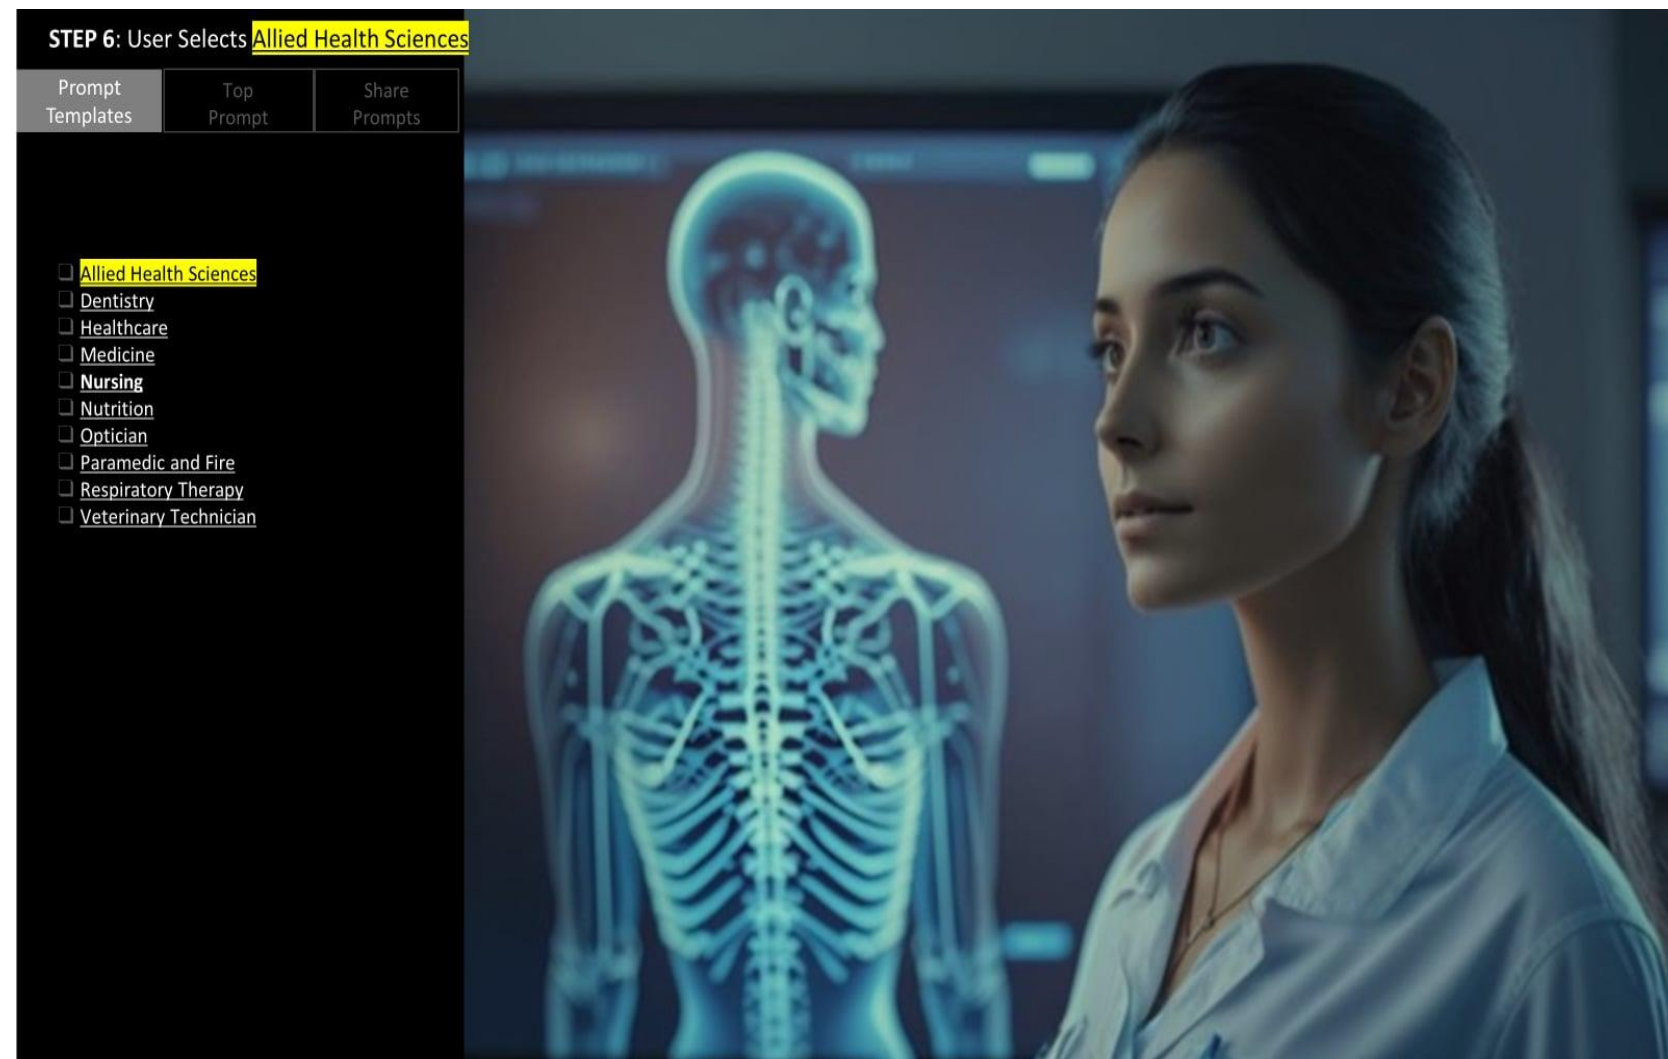 STEP 6: User Selects Allied Health Sciences
Prompt Templates
Top Prompt
Share Prompts
Allied Health Sciences
Dentistry
Healthcare
Medicine
Nursing
Nutrition
Optician
Paramedic and Fire
Respiratory Therapy
Veterinary Technician